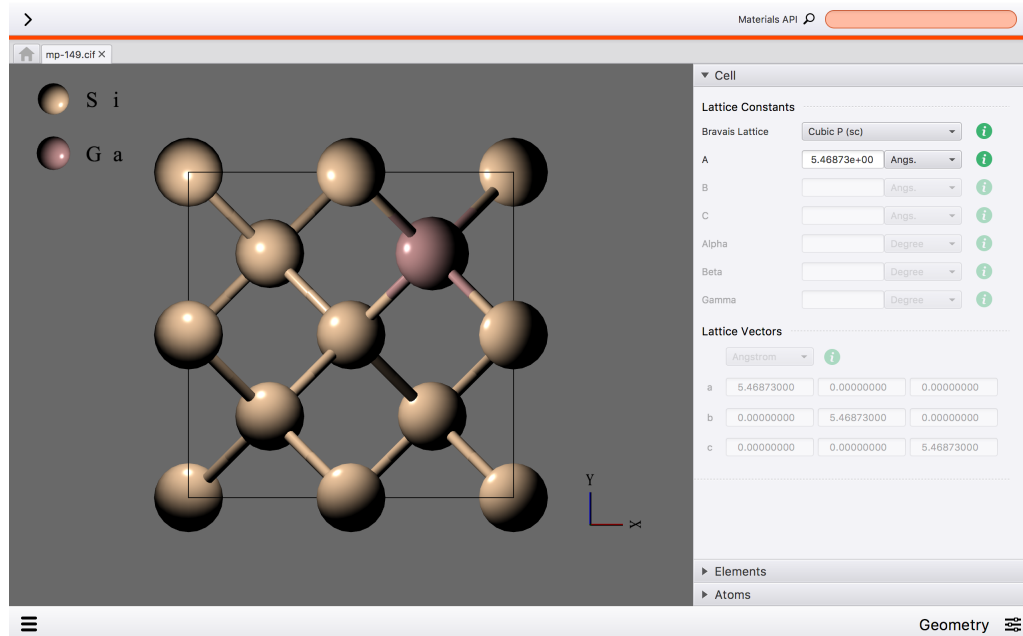 Materials API
mp-149.cif ×
Si
Ga
Y
X
Cell
Lattice Constants
Bravais Lattice Cubic P (sc) i
A 5.46873e+00 Angs. i
B Angs. i
C Angs. i
Alpha Degree i
Beta Degree i
Gamma Degree i
Lattice Vectors
Angstrom i
a 5.46873000 0.00000000 0.00000000
b 0.00000000 5.46873000 0.00000000
c 0.00000000 0.00000000 5.46873000
Elements
Atoms
Geometry